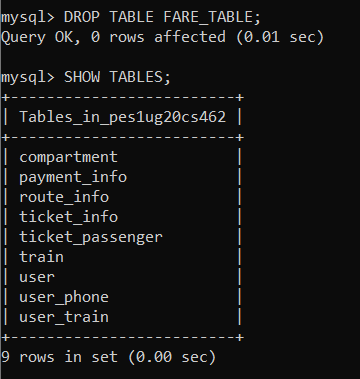 mysql> DROP TABLE FARE_TABLE;
Query OK, 0 rows affected (0.01 sec)
mysql> SHOW TABLES;
+-------------------------+
| Tables_in_pes1ug20cs462 |
+-------------------------+
| compartment             |
| payment_info            |
| route_info              |
| ticket_info             |
| ticket_passenger        |
| train                   |
| user                    |
| user_phone              |
| user_train              |
+-------------------------+
9 rows in set (0.00 sec)